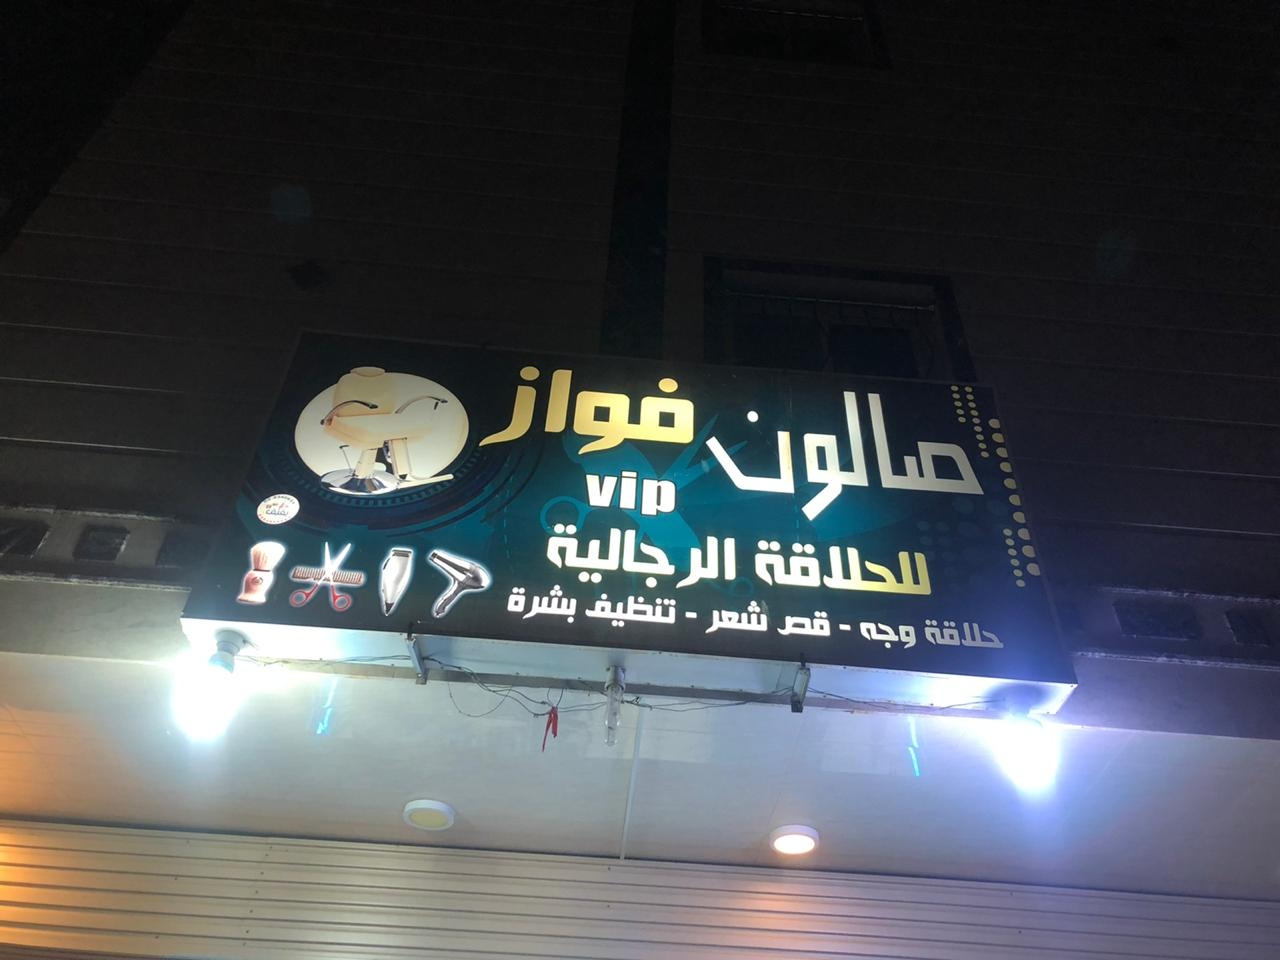 صالون فواز
vip
للحلاقة الرجالية
حلاقة وجه - قص شعر - تنظيف بشرة